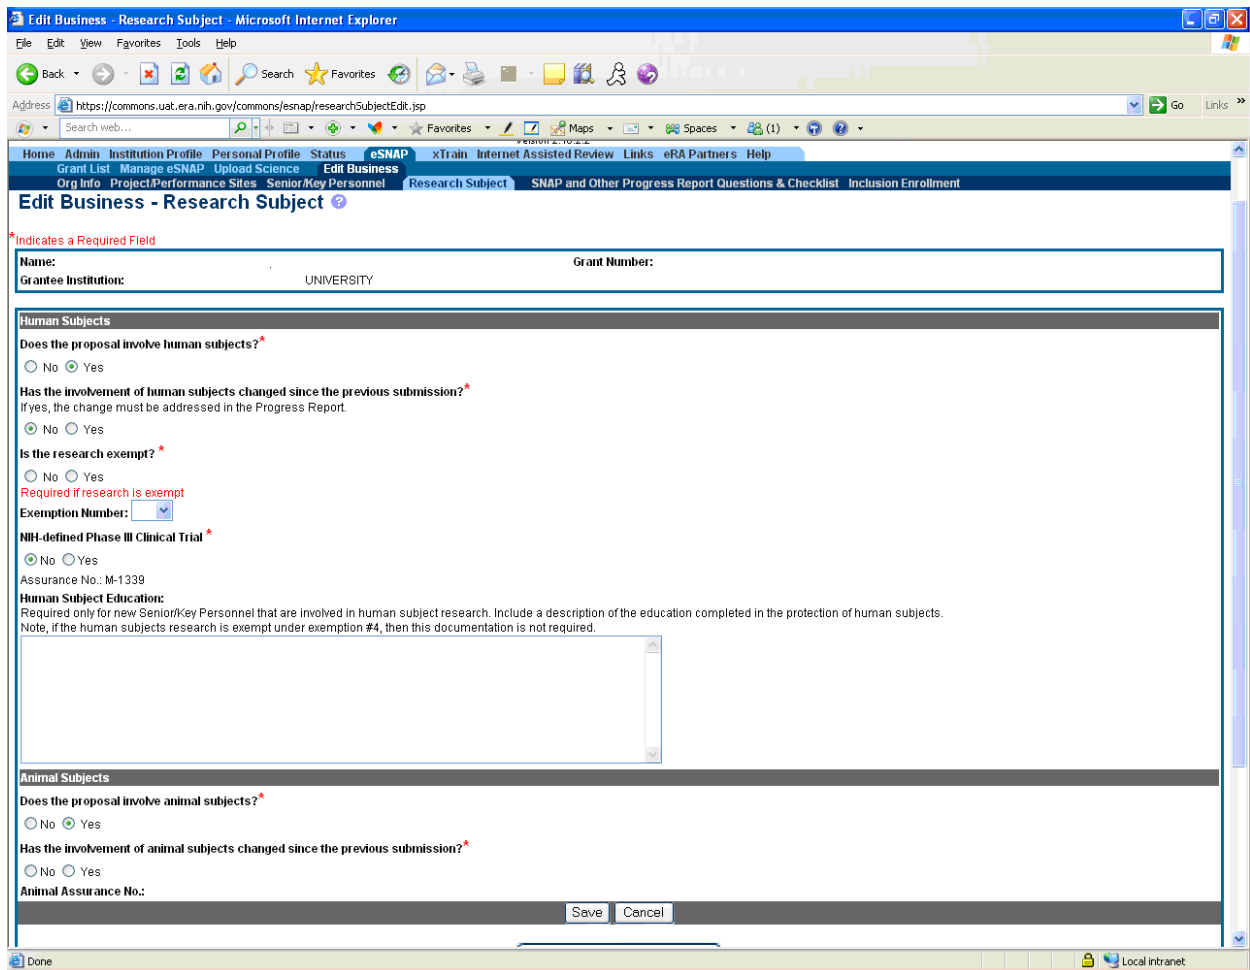 Edit Business - Research Subject - Microsoft Internet Explorer
File Edit View Favorites Tools Help
Back Search Favorites
Address https://commons.uat.era.nih.gov/commons/esnap/researchSubjectEdit.jsp Go Links »
Search web... Favorites Maps Spaces (1)
Version 2.16.2.2
Home Admin Institution Profile Personal Profile Status eSNAP xTrain Internet Assisted Review Links eRA Partners Help
Grant List Manage eSNAP Upload Science Edit Business
Org Info Project/Performance Sites Senior/Key Personnel Research Subject SNAP and Other Progress Report Questions & Checklist Inclusion Enrollment
Edit Business - Research Subject ?
*Indicates a Required Field
Name: Grant Number:
Grantee Institution: UNIVERSITY
Human Subjects
Does the proposal involve human subjects?*
No Yes
Has the involvement of human subjects changed since the previous submission?*
If yes, the change must be addressed in the Progress Report.
No Yes
Is the research exempt? *
No Yes
Required if research is exempt
Exemption Number:
NIH-defined Phase III Clinical Trial *
No Yes
Assurance No.: M-1339
Human Subject Education:
Required only for new Senior/Key Personnel that are involved in human subject research. Include a description of the education completed in the protection of human subjects.
Note, if the human subjects research is exempt under exemption #4, then this documentation is not required.
Animal Subjects
Does the proposal involve animal subjects?*
No Yes
Has the involvement of animal subjects changed since the previous submission?*
No Yes
Animal Assurance No.:
Save Cancel
Done Local intranet